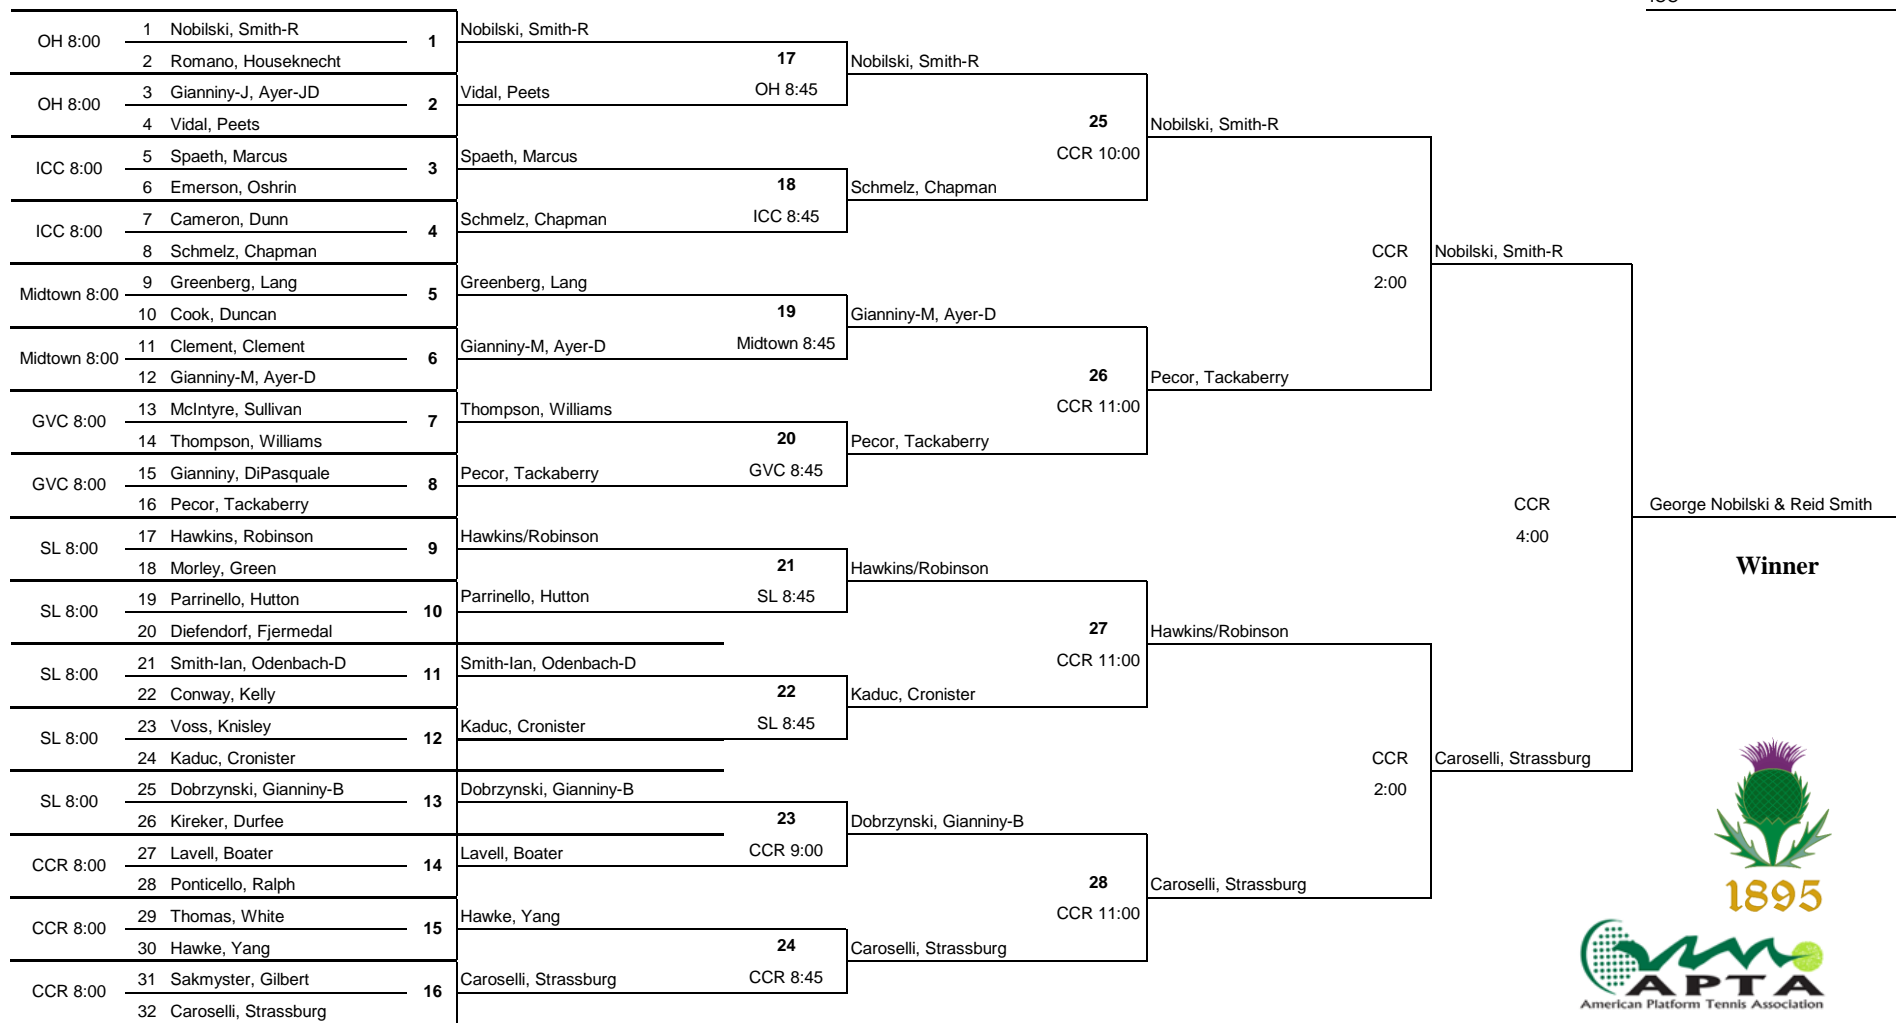 OH 8:00
1 Nobilski, Smith-R
2 Romano, Houseknecht
1
OH 8:00
3 Gianniny-J, Ayer-JD
4 Vidal, Peets
2
ICC 8:00
5 Spaeth, Marcus
6 Emerson, Oshrin
3
ICC 8:00
7 Cameron, Dunn
8 Schmelz, Chapman
4
Midtown 8:00
9 Greenberg, Lang
10 Cook, Duncan
5
Midtown 8:00
11 Clement, Clement
12 Gianniny-M, Ayer-D
6
GVC 8:00
13 McIntyre, Sullivan
14 Thompson, Williams
7
GVC 8:00
15 Gianniny, DiPasquale
16 Pecor, Tackaberry
8
SL 8:00
17 Hawkins, Robinson
18 Morley, Green
9
SL 8:00
19 Parrinello, Hutton
20 Diefendorf, Fjermedal
10
SL 8:00
21 Smith-Ian, Odenbach-D
22 Conway, Kelly
11
SL 8:00
23 Voss, Knisley
24 Kaduc, Cronister
12
SL 8:00
25 Dobrzynski, Gianniny-B
26 Kireker, Durfee
13
CCR 8:00
27 Lavell, Boater
28 Ponticello, Ralph
14
CCR 8:00
29 Thomas, White
30 Hawke, Yang
15
CCR 8:00
31 Sakmyster, Gilbert
32 Caroselli, Strassburg
16
Nobilski, Smith-R
17
Vidal, Peets
OH 8:45
Spaeth, Marcus
18
Schmelz, Chapman
ICC 8:45
Greenberg, Lang
19
Gianniny-M, Ayer-D
Midtown 8:45
Thompson, Williams
20
Pecor, Tackaberry
GVC 8:45
Hawkins/Robinson
21
Parrinello, Hutton
SL 8:45
Smith-Ian, Odenbach-D
22
Kaduc, Cronister
SL 8:45
Dobrzynski, Gianniny-B
23
Lavell, Boater
CCR 9:00
Hawke, Yang
24
Caroselli, Strassburg
CCR 8:45
Nobilski, Smith-R
25
CCR 10:00
Schmelz, Chapman
Gianniny-M, Ayer-D
26
CCR 11:00
Pecor, Tackaberry
Hawkins/Robinson
27
CCR 11:00
Kaduc, Cronister
Dobrzynski, Gianniny-B
28
CCR 11:00
Caroselli, Strassburg
Nobilski, Smith-R
CCR
2:00
Pecor, Tackaberry
Hawkins/Robinson
CCR
2:00
Caroselli, Strassburg
Nobilski, Smith-R
CCR
4:00
Caroselli, Strassburg
George Nobilski & Reid Smith
Winner
1895
APTA
American Platform Tennis Association